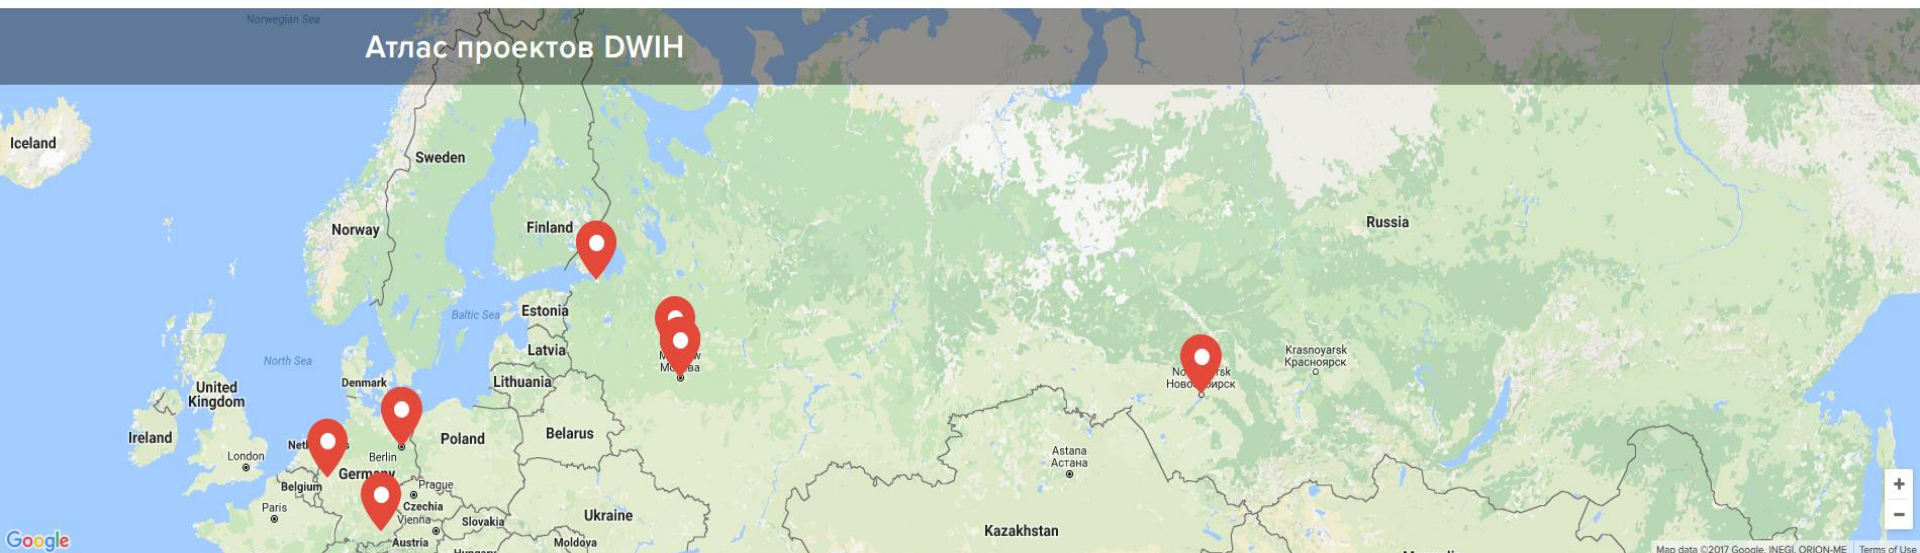 Norwegian Sea
Атлас проектов DWIH
Iceland
Sweden
Norway
Finland
Russia
Baltic Sea
Estonia
North Sea
Latvia
Denmark
Lithuania
United
Kingdom
Krasnoyarsk
Красноярск
Ireland
London
Berlin
Poland
Belarus
Germany
Belgium
Prague
Czechia
Paris
Vienna
Slovakia
Ukraine
Austria
Moldova
Astana
Астана
Kazakhstan
Google
Map data ©2017 Google, INEGI, ORION-ME
Terms of Use